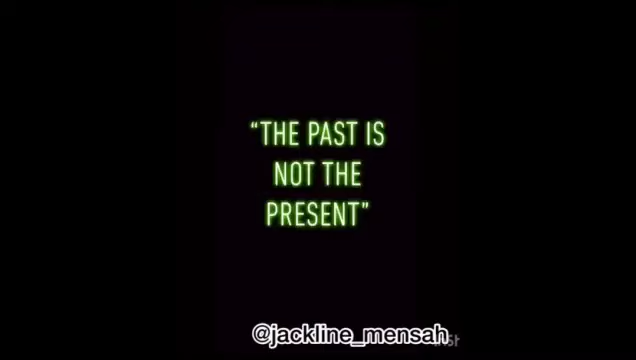 “THE PAST IS
NOT THE
PRESENT”
@jackline_mensah